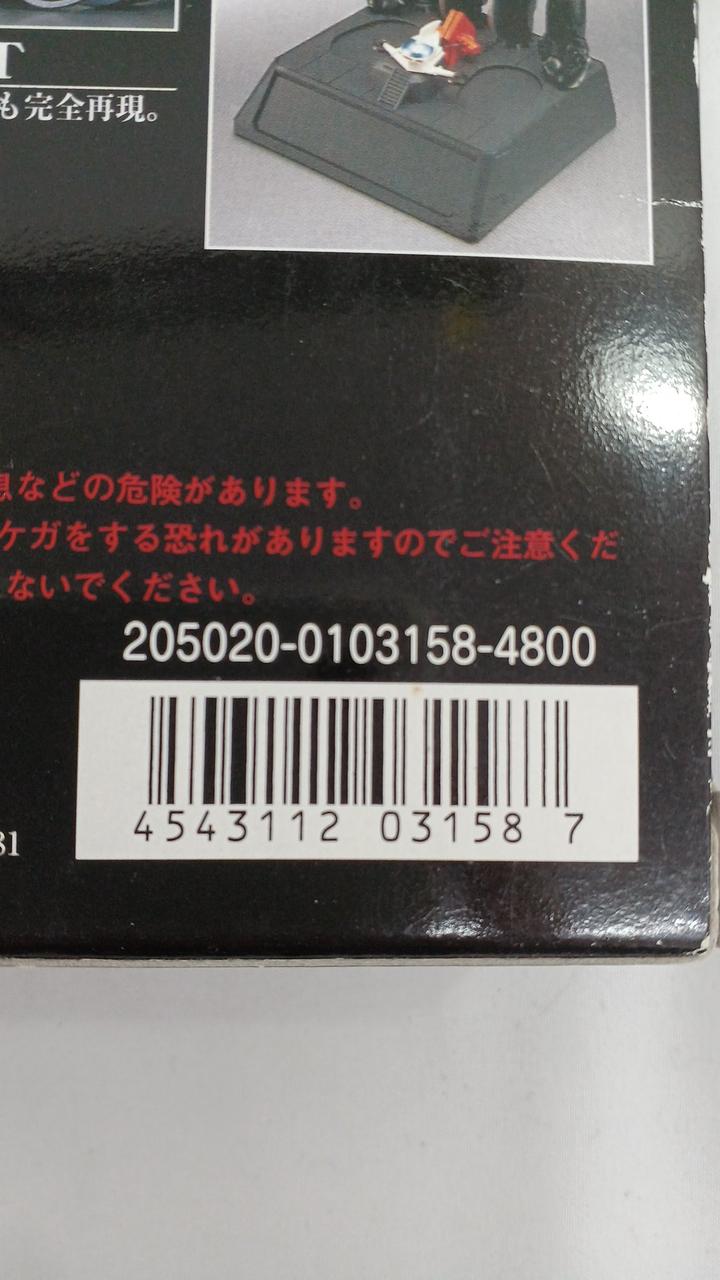 T
も完全再現。
息などの危険があります。
ケガをする恐れがありますのでご注意くだ
ないでください。
205020-0103158-4800
4543112 03158 7
81